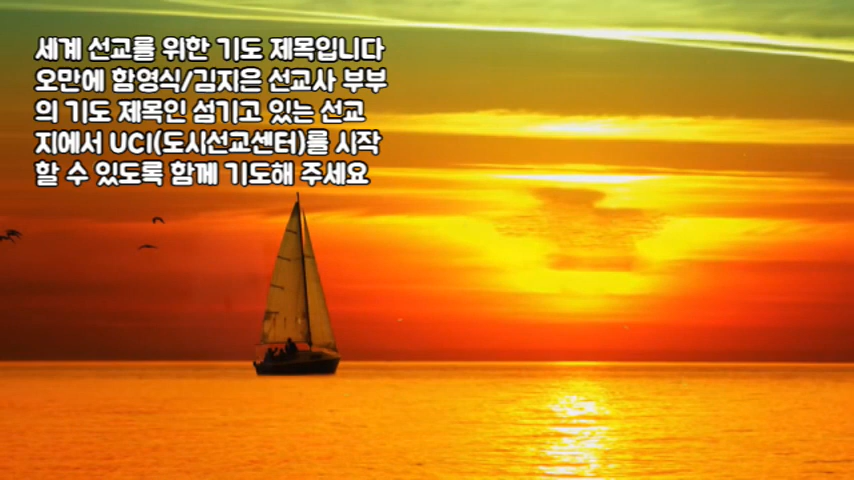 세계 선교를 위한 기도 제목입니다
오만에 함영식/김지은 선교사 부부
의 기도 제목인 섬기고 있는 선교
지에서 UCI(도시선교센터)를 시작
할 수 있도록 함께 기도해 주세요